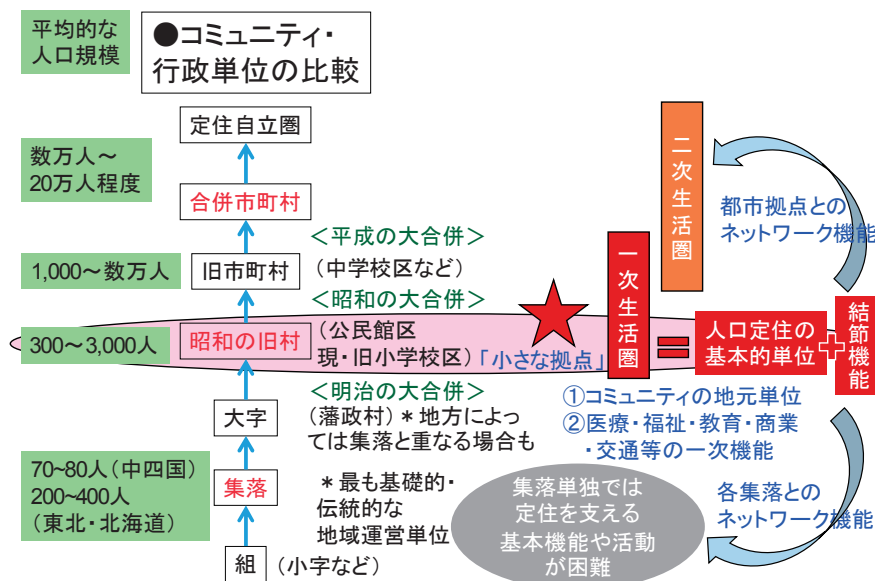 平均的な
人口規模
●コミュニティ・
行政単位の比較
定住自立圏
数万人～
20万人程度
合併市町村
＜平成の大合併＞
1,000～数万人
旧市町村
(中学校区など)
＜昭和の大合併＞
300～3,000人
昭和の旧村
(公民館区
現・旧小学校区)
「小さな拠点」
＜明治の大合併＞
大字
(藩政村)＊地方によっ
ては集落と重なる場合も
70~80人(中四国)
200~400人
(東北・北海道)
集落
＊最も基礎的・
伝統的な
地域運営単位
組
(小字など)
二次生活圏
都市拠点との
ネットワーク機能
一次生活圏
＝
人口定住の
基本的単位
＋
結節機能
①コミュニティの地元単位
②医療・福祉・教育・商業
・交通等の一次機能
集落単独では
定住を支える
基本機能や活動
が困難
各集落との
ネットワーク機能